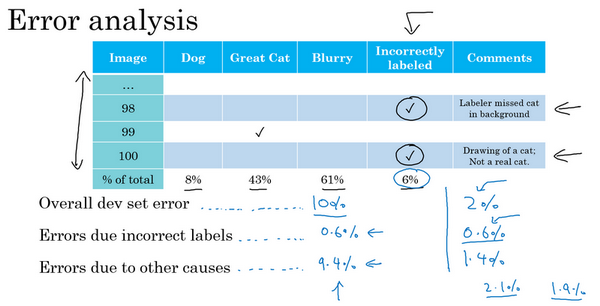 Error analysis
Image Dog Great Cat Blurry Incorrectly labeled Comments
...
98 ✓ Labeler missed cat in background
99 ✓
100 ✓ Drawing of a cat; Not a real cat.
% of total 8% 43% 61% 6%
Overall dev set error 10% 2%
Errors due incorrect labels 0.6% 0.6%
Errors due to other causes 9.4% 1.4%
2.1% 1.9%